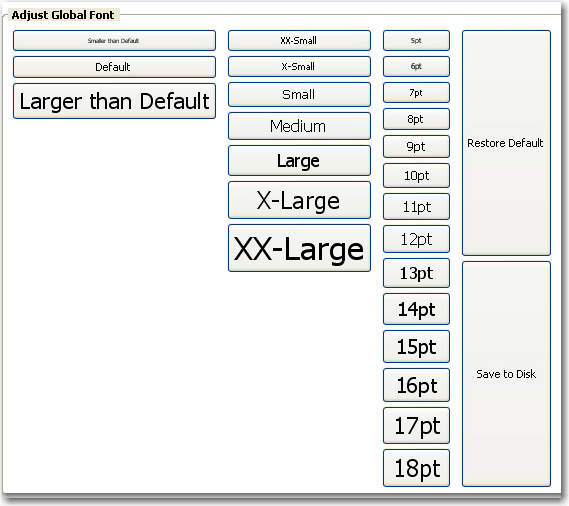 Adjust Global Font
Smaller than Default
Default
Larger than Default
XX-Small
X-Small
Small
Medium
Large
X-Large
XX-Large
5pt
6pt
7pt
8pt
9pt
10pt
11pt
12pt
13pt
14pt
15pt
16pt
17pt
18pt
Restore Default
Save to Disk